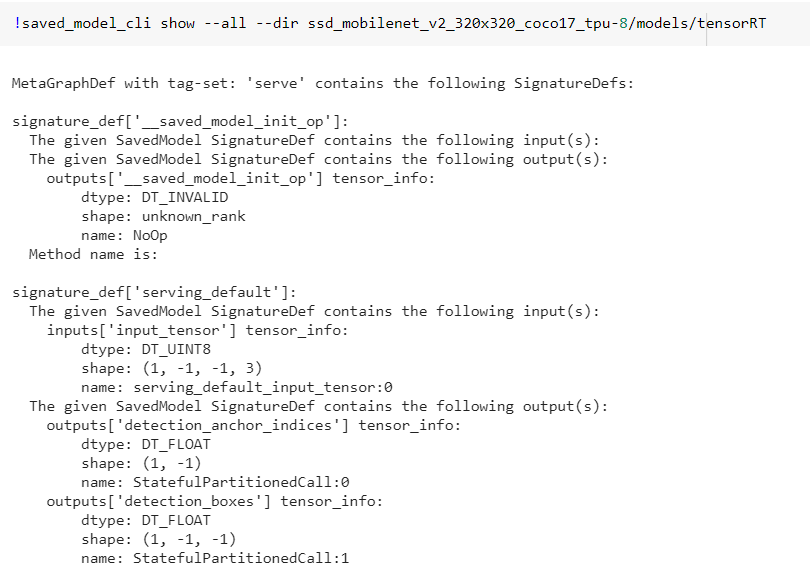 !saved_model_cli show --all --dir ssd_mobilenet_v2_320x320_coco17_tpu-8/models/tensorRT
MetaGraphDef with tag-set: 'serve' contains the following SignatureDefs:
signature_def['__saved_model_init_op']:
The given SavedModel SignatureDef contains the following input(s):
The given SavedModel SignatureDef contains the following output(s):
outputs['__saved_model_init_op'] tensor_info:
dtype: DT_INVALID
shape: unknown_rank
name: NoOp
Method name is:
signature_def['serving_default']:
The given SavedModel SignatureDef contains the following input(s):
inputs['input_tensor'] tensor_info:
dtype: DT_UINT8
shape: (1, -1, -1, 3)
name: serving_default_input_tensor:0
The given SavedModel SignatureDef contains the following output(s):
outputs['detection_anchor_indices'] tensor_info:
dtype: DT_FLOAT
shape: (1, -1)
name: StatefulPartitionedCall:0
outputs['detection_boxes'] tensor_info:
dtype: DT_FLOAT
shape: (1, -1, -1)
name: StatefulPartitionedCall:1